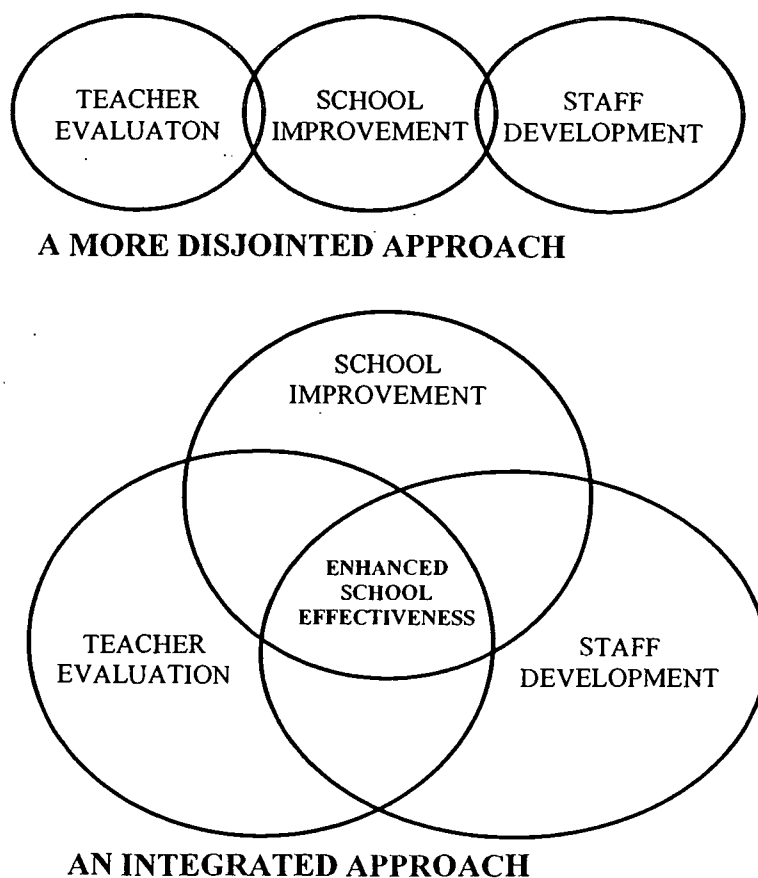 TEACHER
EVALUATON
SCHOOL
IMPROVEMENT
STAFF
DEVELOPMENT
A MORE DISJOINTED APPROACH
SCHOOL
IMPROVEMENT
ENHANCED
SCHOOL
EFFECTIVENESS
TEACHER
EVALUATION
STAFF
DEVELOPMENT
AN INTEGRATED APPROACH